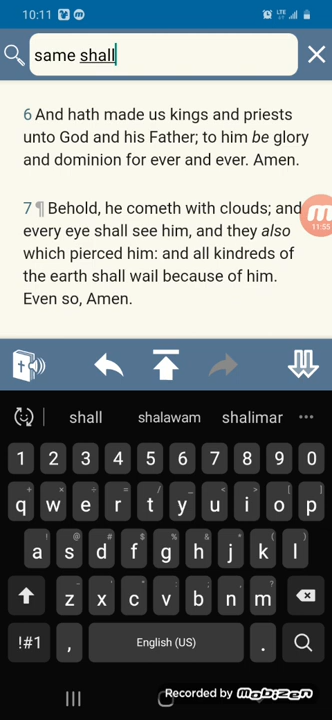 10:11 LTE
same shall
6 And hath made us kings and priests
unto God and his Father; to him be glory
and dominion for ever and ever. Amen.
7 ¶ Behold, he cometh with clouds; and
every eye shall see him, and they also
which pierced him: and all kindreds of
the earth shall wail because of him.
Even so, Amen.
11:55
shall shalawam shalimar ...
1 2 3 4 5 6 7 8 9 0
q w e r t y u i o p
a s d f g h j k l
z x c v b n m
!#1 , English (US) .
Recorded by mobizen